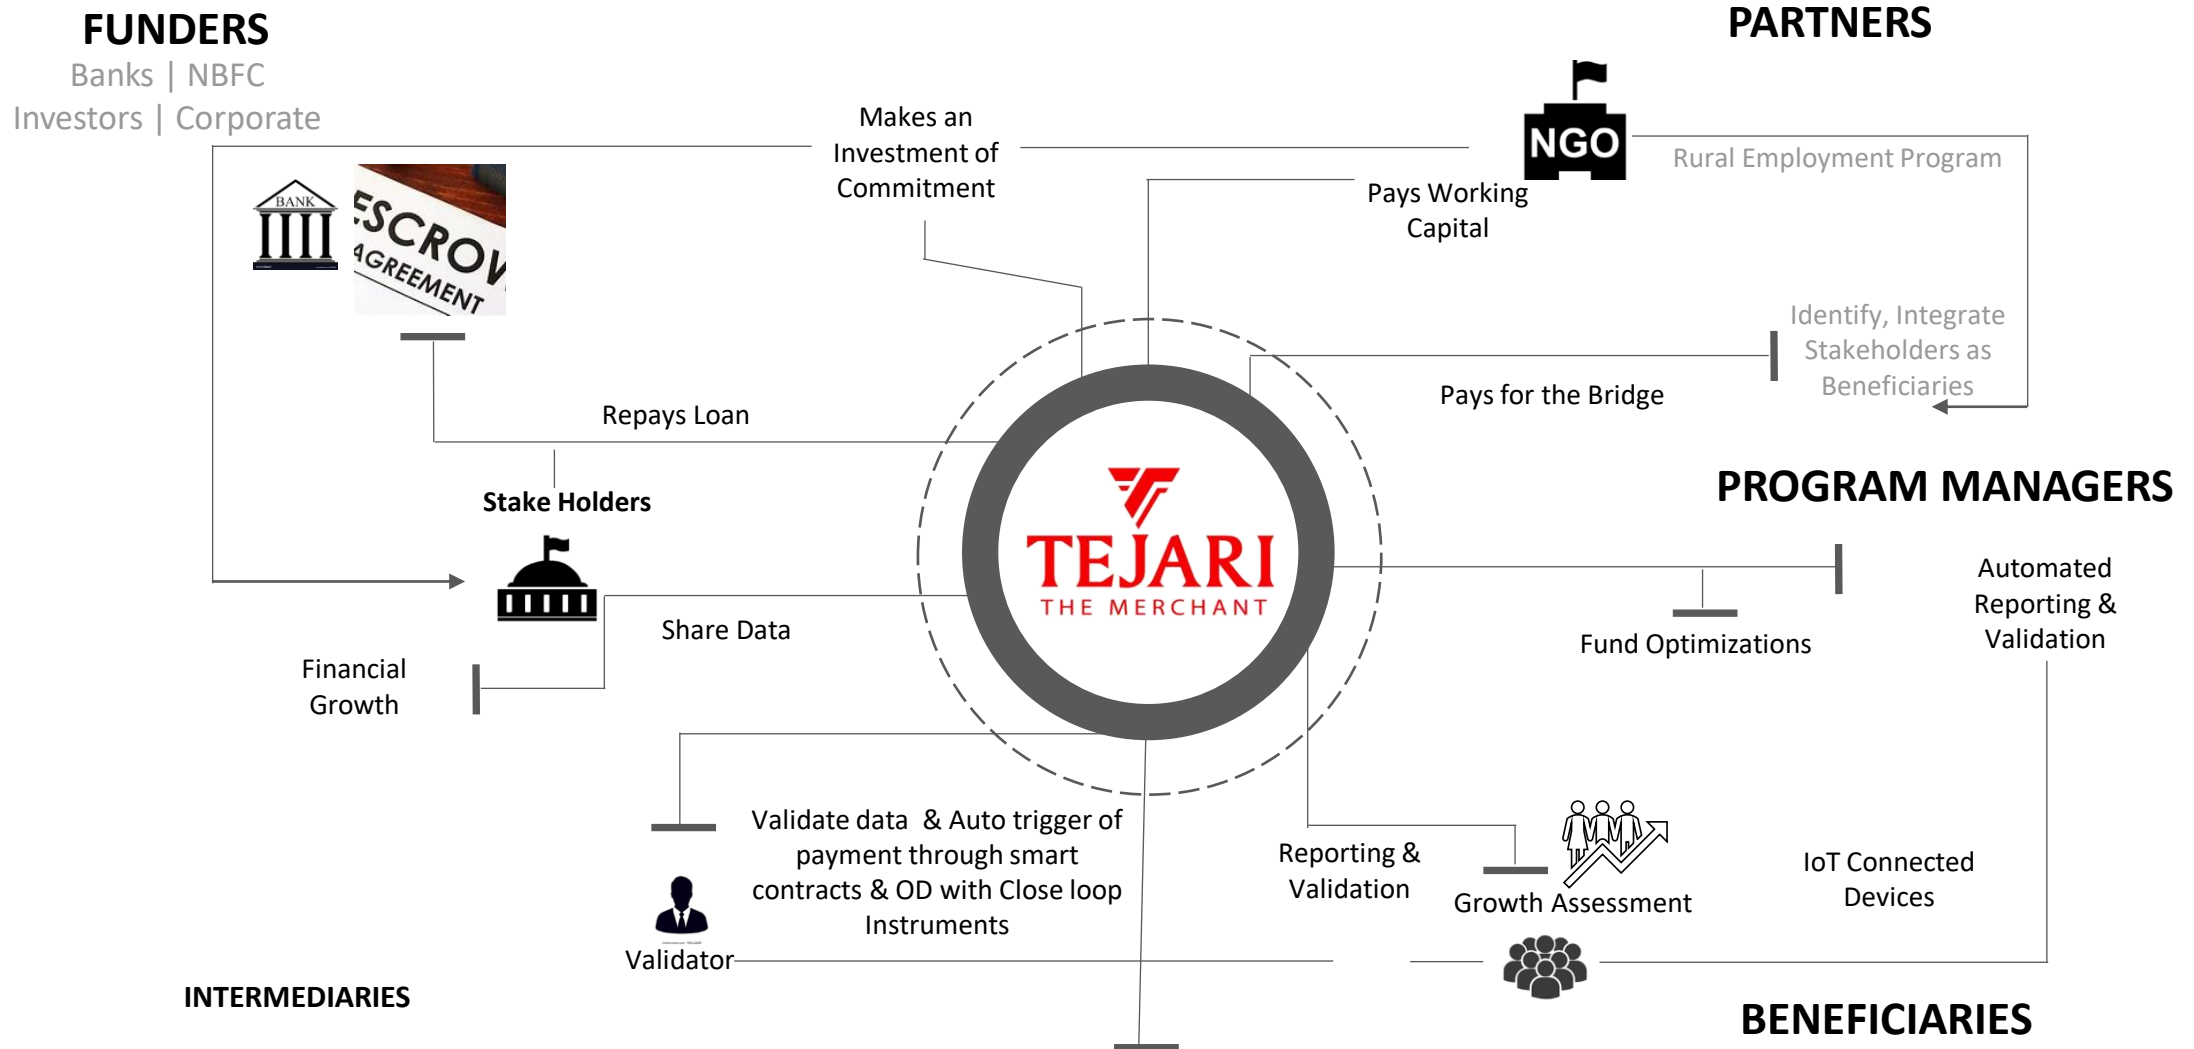 FUNDERS
Banks | NBFC
Investors | Corporate
PARTNERS
Makes an
Investment of
Commitment
NGO
Rural Employment Program
Pays Working
Capital
BANK
ESCROW
AGREEMENT
Identify, Integrate
Stakeholders as
Beneficiaries
Pays for the Bridge
Repays Loan
Stake Holders
PROGRAM MANAGERS
TEJARI
THE MERCHANT
Automated
Reporting &
Validation
Share Data
Fund Optimizations
Financial
Growth
Validate data & Auto trigger of
payment through smart
contracts & OD with Close loop
Instruments
Validator
Reporting &
Validation
Growth Assessment
IoT Connected
Devices
INTERMEDIARIES
BENEFICIARIES